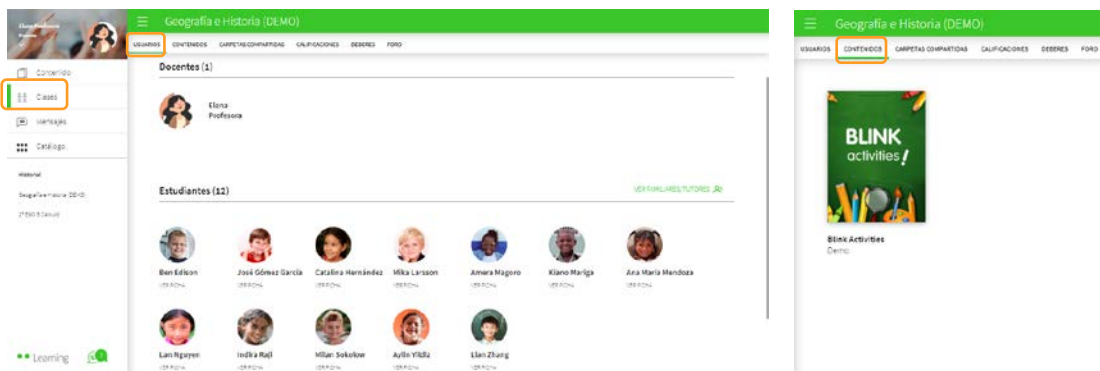 Elena Profesora
Contenido
Clases
Mensajes
Catálogo
Historial
Geografía e Historia (DEMO)
Learning
Geografía e Historia (DEMO)
USUARIOS CONTENIDOS CARPETAS COMPARTIDAS CALIFICACIONES DEBERES FORO
Docentes (1)
Elena
Profesora
Estudiantes (12)
VER FAMILIARES/TUTORES
Ben Edison José Gómez García Catalina Hernández Mika Larsson Amera Magoro Kiano Mariga Ana María Mendoza
VER FICHA VER FICHA VER FICHA VER FICHA VER FICHA VER FICHA VER FICHA
Lan Nguyen Indira Raji Milan Sokolow Aylin Yildiz Lian Zhang
VER FICHA VER FICHA VER FICHA VER FICHA VER FICHA
Geografía e Historia (DEMO)
USUARIOS CONTENIDOS CARPETAS COMPARTIDAS CALIFICACIONES DEBERES FORO
BLINK
activities!
Blink Activities
Demo